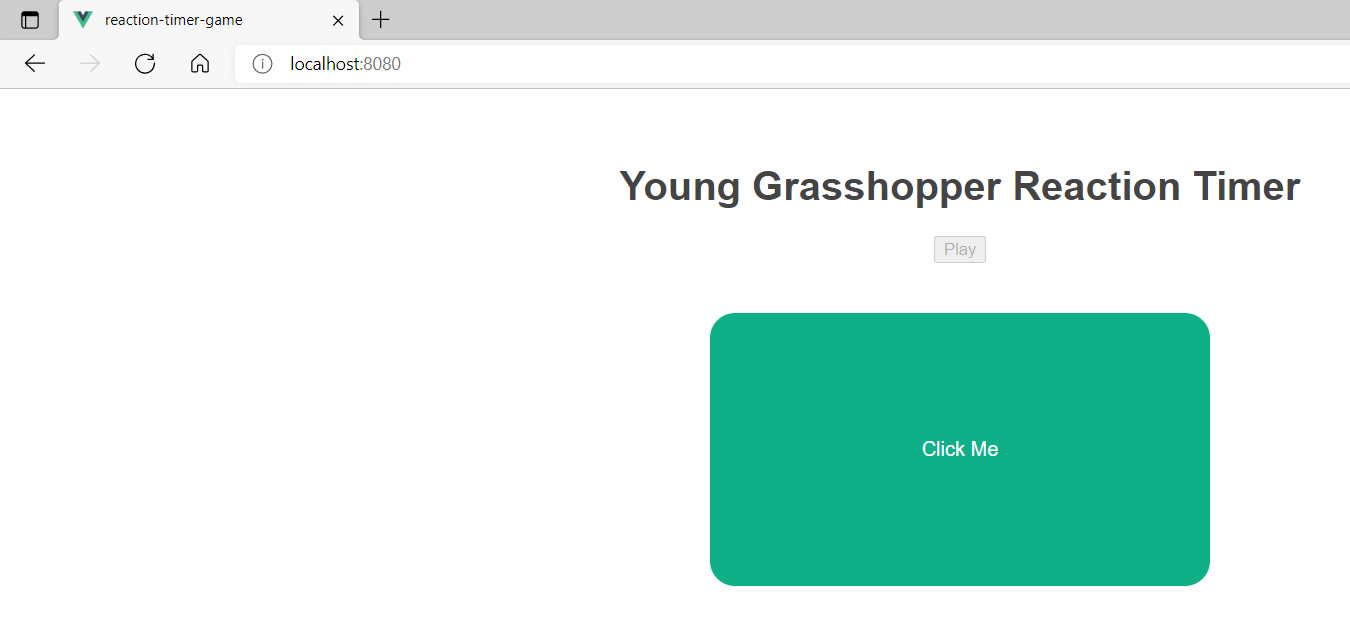 reaction-timer-game
localhost:8080
Young Grasshopper Reaction Timer
Play
Click Me